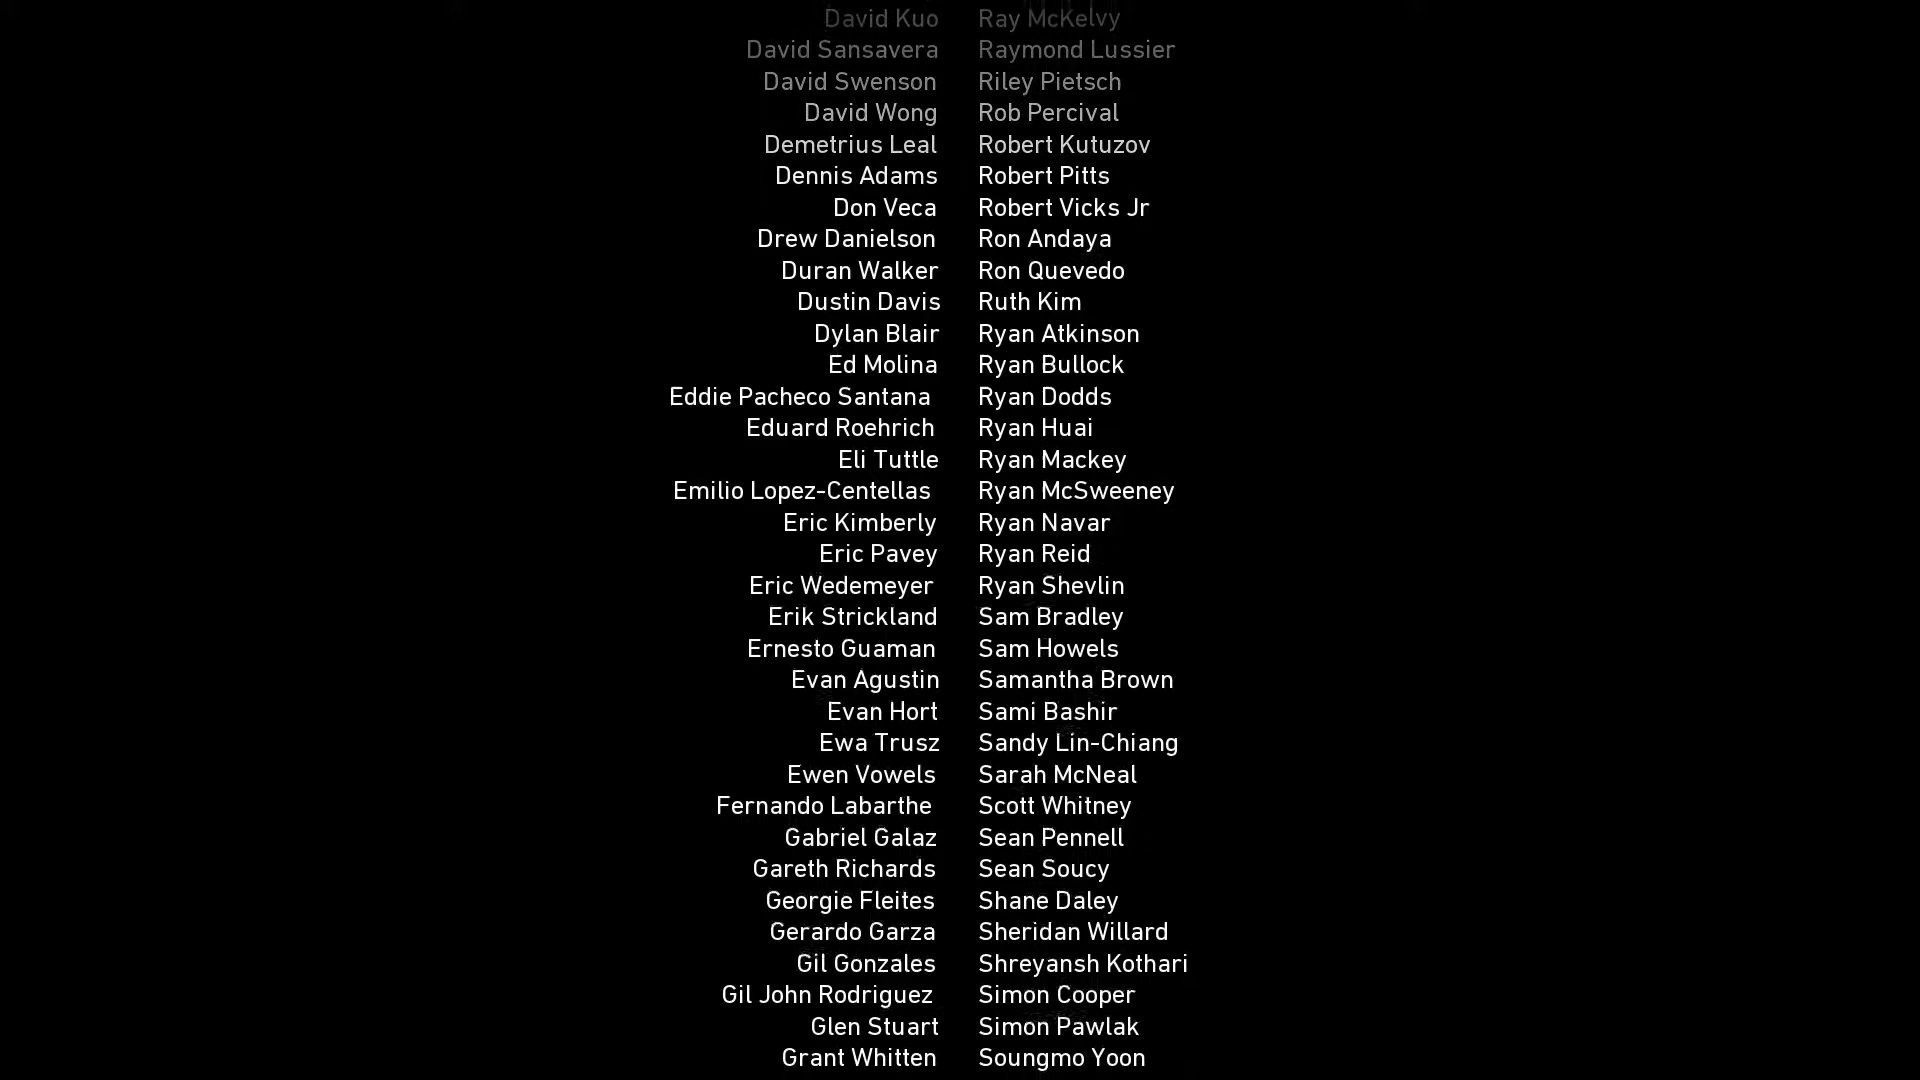 David Kuo Ray McKelvy
David Sansavera Raymond Lussier
David Swenson Riley Pietsch
David Wong Rob Percival
Demetrius Leal Robert Kutuzov
Dennis Adams Robert Pitts
Don Veca Robert Vicks Jr
Drew Danielson Ron Andaya
Duran Walker Ron Quevedo
Dustin Davis Ruth Kim
Dylan Blair Ryan Atkinson
Ed Molina Ryan Bullock
Eddie Pacheco Santana Ryan Dodds
Eduard Roehrich Ryan Huai
Eli Tuttle Ryan Mackey
Emilio Lopez-Centellas Ryan McSweeney
Eric Kimberly Ryan Navar
Eric Pavey Ryan Reid
Eric Wedemeyer Ryan Shevlin
Erik Strickland Sam Bradley
Ernesto Guaman Sam Howels
Evan Agustin Samantha Brown
Evan Hort Sami Bashir
Ewa Trusz Sandy Lin-Chiang
Ewen Vowels Sarah McNeal
Fernando Labarthe Scott Whitney
Gabriel Galaz Sean Pennell
Gareth Richards Sean Soucy
Georgie Fleites Shane Daley
Gerardo Garza Sheridan Willard
Gil Gonzales Shreyansh Kothari
Gil John Rodriguez Simon Cooper
Glen Stuart Simon Pawlak
Grant Whitten Soungmo Yoon